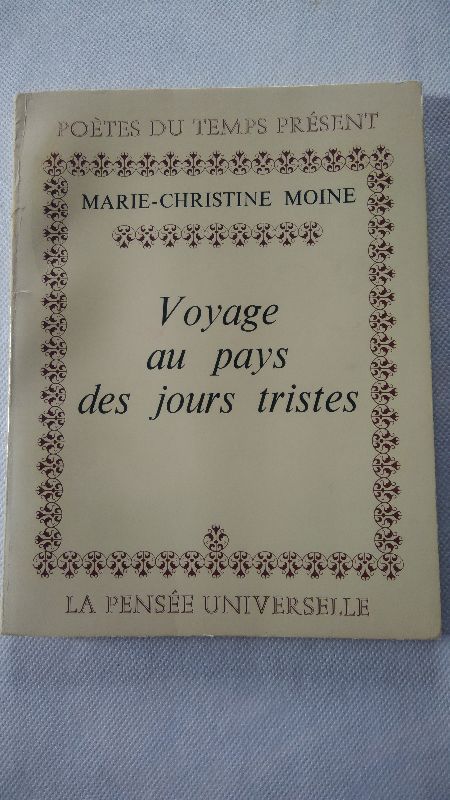 POÈTES DU TEMPS PRÉSENT
MARIE-CHRISTINE MOINE
Voyage
au pays
des jours tristes
LA PENSÉE UNIVERSELLE